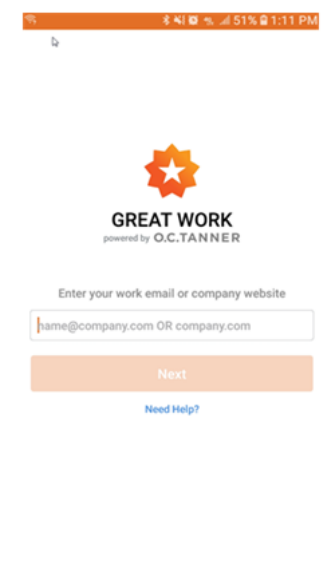 51% 1:11 PM
GREAT WORK
powered by O.C.TANNER
Enter your work email or company website
name@company.com OR company.com
Next
Need Help?